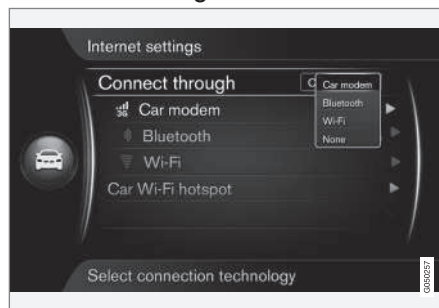 Internet settings
Connect through
Car modem
Bluetooth
Wi-Fi
None
3G Car modem
Bluetooth
Wi-Fi
Car Wi-Fi hotspot
Select connection technology
G050257